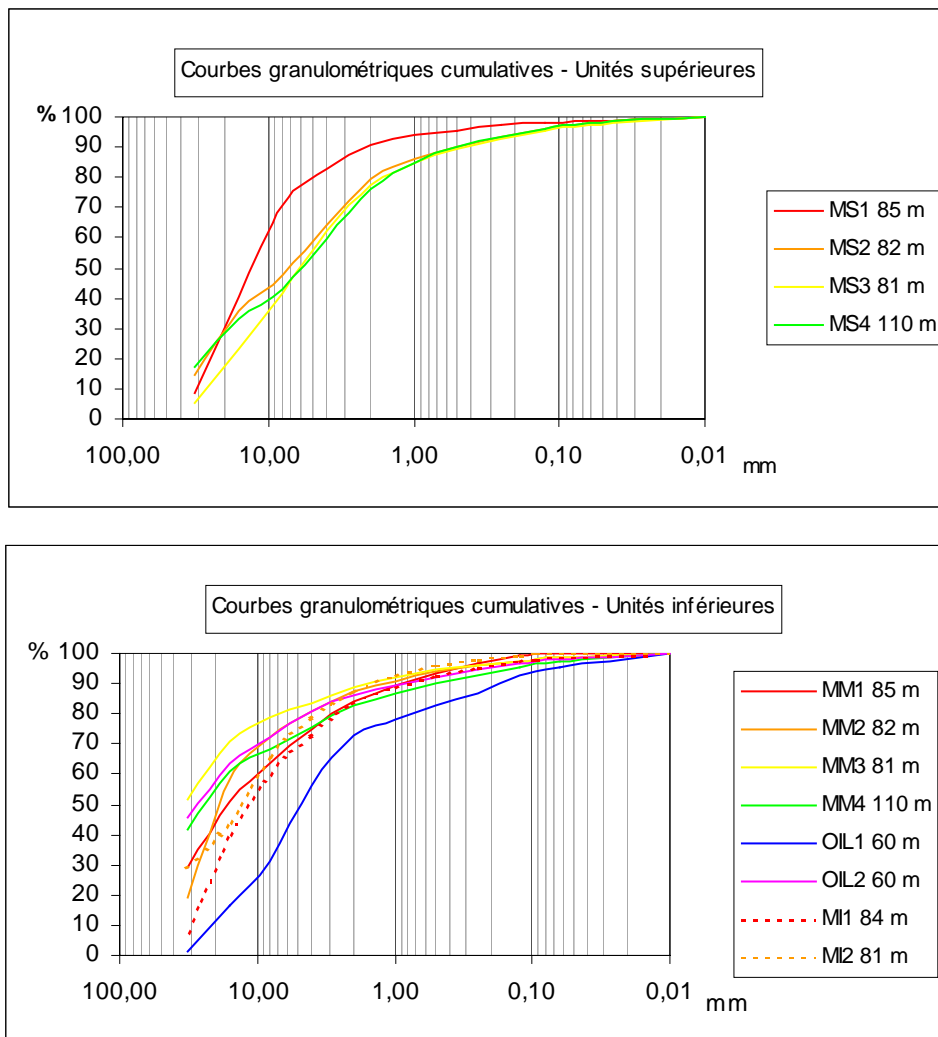 Courbes granulométriques cumulatives - Unités supérieures
% 100
90
80
70
60
50
40
30
20
10
0
100,00 10,00 1,00 0,10 0,01 mm
MS1 85 m
MS2 82 m
MS3 81 m
MS4 110 m
Courbes granulométriques cumulatives - Unités inférieures
% 100
90
80
70
60
50
40
30
20
10
0
100,00 10,00 1,00 0,10 0,01 mm
MM1 85 m
MM2 82 m
MM3 81 m
MM4 110 m
OIL1 60 m
OIL2 60 m
MI1 84 m
MI2 81 m